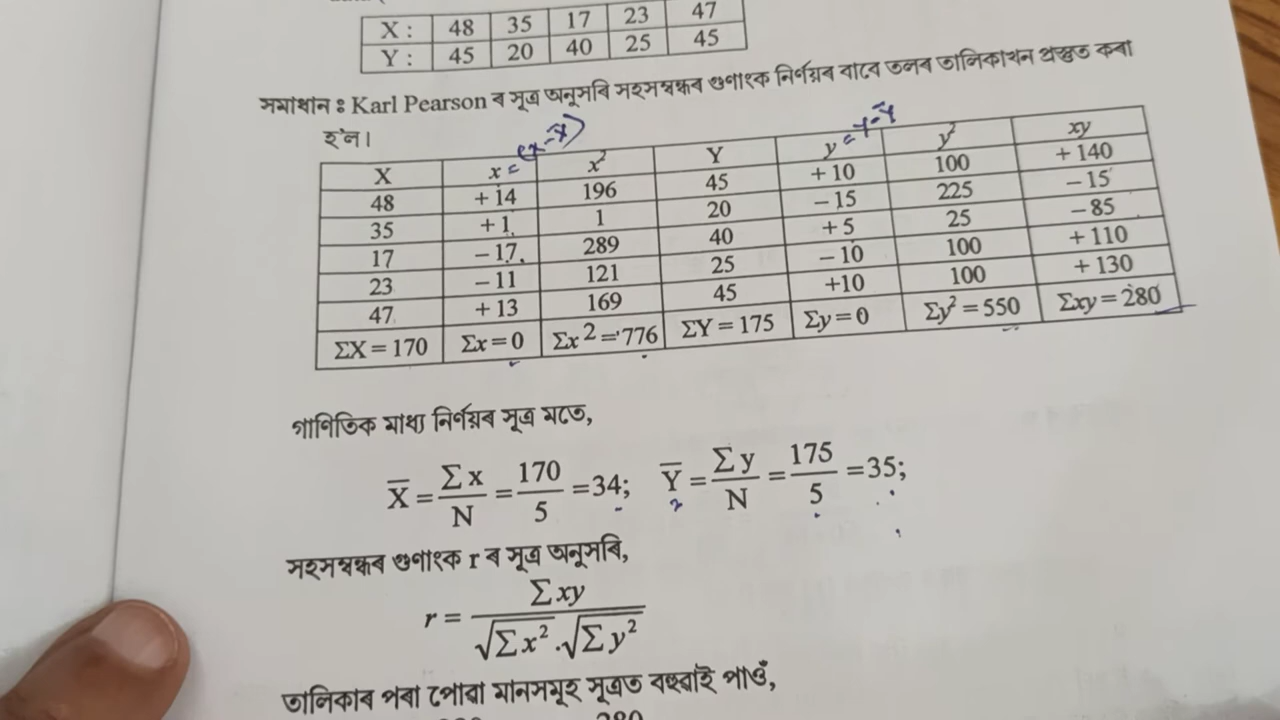 X : 48 35 17 23 47
Y : 45 20 40 25 45
সমাধান : Karl Pearson ৰ সূত্ৰ অনুসৰি সহসম্বন্ধৰ গুণাংক নিৰ্ণয়ৰ বাবে তলৰ তালিকাখন প্ৰস্তুত কৰা
হ'ল।
X x = (x - x̄) x² Y y = Y - Ȳ y² xy
48 +14 196 45 +10 100 +140
35 +1 1 20 -15 225 -15
17 -17 289 40 +5 25 -85
23 -11 121 25 -10 100 +110
47 +13 169 45 +10 100 +130
ΣX = 170 Σx = 0 Σx² = 776 ΣY = 175 Σy = 0 Σy² = 550 Σxy = 280
গাণিতিক মাধ্য নিৰ্ণয়ৰ সূত্ৰ মতে,
X̄ = Σx/N = 170/5 = 34; Ȳ = Σy/N = 175/5 = 35;
সহসম্বন্ধৰ গুণাংক r ৰ সূত্ৰ অনুসৰি,
r = Σxy / √Σx² . √Σy²
তালিকাৰ পৰা পোৱা মানসমূহ সূত্ৰত বহুৱাই পাওঁ,
280